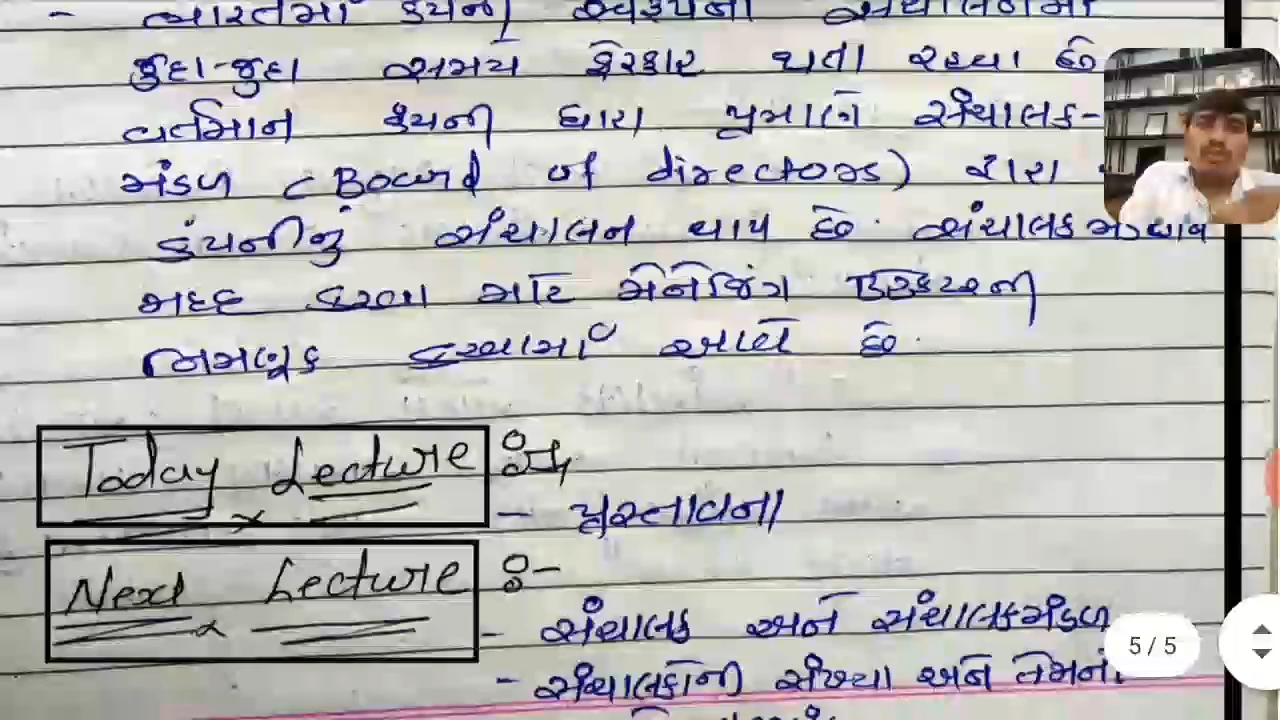 - ભારતમાં કંપની સ્વરૂપના સંચાલનમાં
જુદા-જુદા સમયે ફેરફાર થતા રહ્યા છે
વર્તમાન કંપની ધારા પ્રમાણે સંચાલક-
મંડળ (Board of directors) દ્વારા
કંપનીનું સંચાલન થાય છે. સંચાલક
મદદ કરવા માટે મેનેજિંગ ડિરેક્ટરની
નિમણૂક કરવામાં આવે છે.
Today Lecture :-
- પ્રસ્તાવના
Next Lecture :-
- સંચાલક અને સંચાલકમંડળ
5/5
- સંચાલકોની સંખ્યા અને તેમની